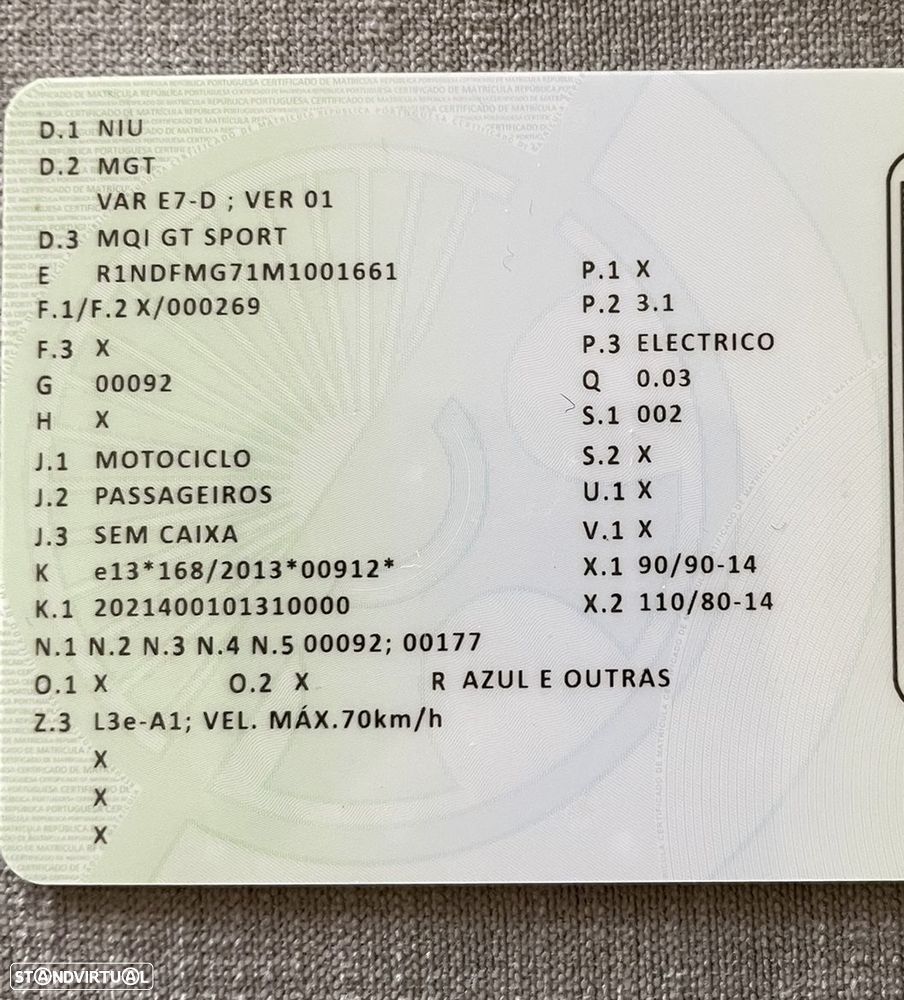 D.1 NIU
D.2 MGT
VAR E7-D ; VER 01
D.3 MQI GT SPORT
E R1NDFMG71M1001661
F.1/F.2 X/000269
F.3 X
G 00092
H X
J.1 MOTOCICLO
J.2 PASSAGEIROS
J.3 SEM CAIXA
K e13*168/2013*00912*
K.1 2021400101310000
N.1 N.2 N.3 N.4 N.5 00092; 00177
O.1 X O.2 X R AZUL E OUTRAS
Z.3 L3e-A1; VEL. MÁX.70km/h
X
X
X
P.1 X
P.2 3.1
P.3 ELECTRICO
Q 0.03
S.1 002
S.2 X
U.1 X
V.1 X
X.1 90/90-14
X.2 110/80-14
STANDVIRTUAL